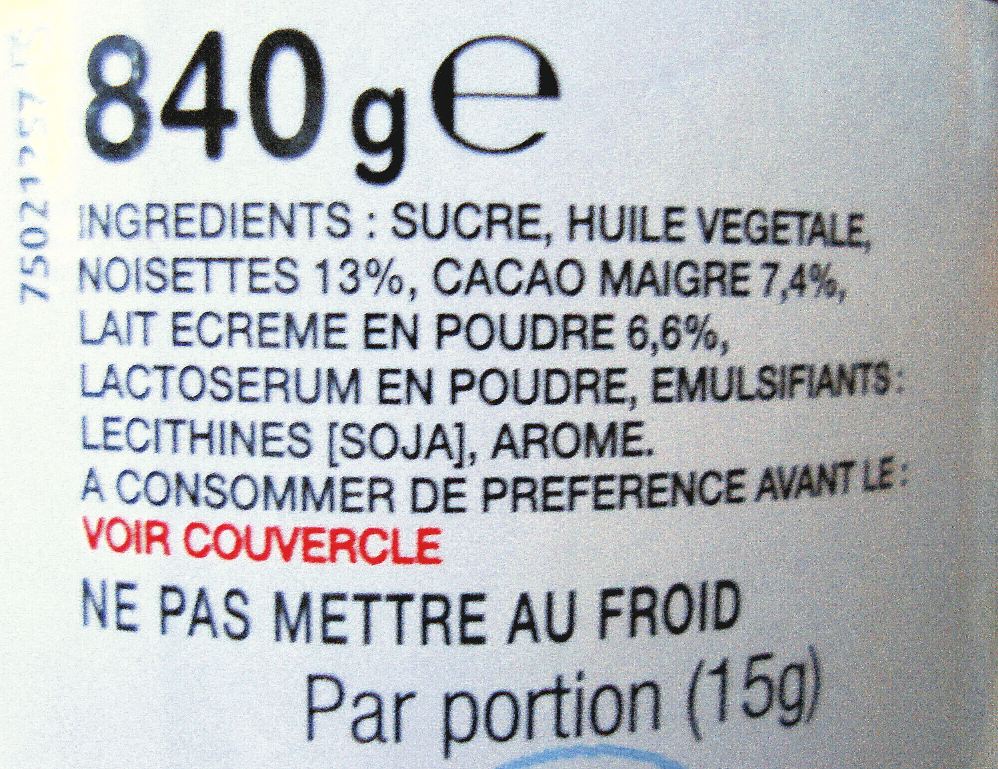 840 g e
INGREDIENTS : SUCRE, HUILE VEGETALE,
NOISETTES 13%, CACAO MAIGRE 7,4%,
LAIT ECREME EN POUDRE 6,6%,
LACTOSERUM EN POUDRE, EMULSIFIANTS :
LECITHINES [SOJA], AROME.
A CONSOMMER DE PREFERENCE AVANT LE :
VOIR COUVERCLE
NE PAS METTRE AU FROID
Par portion (15g)